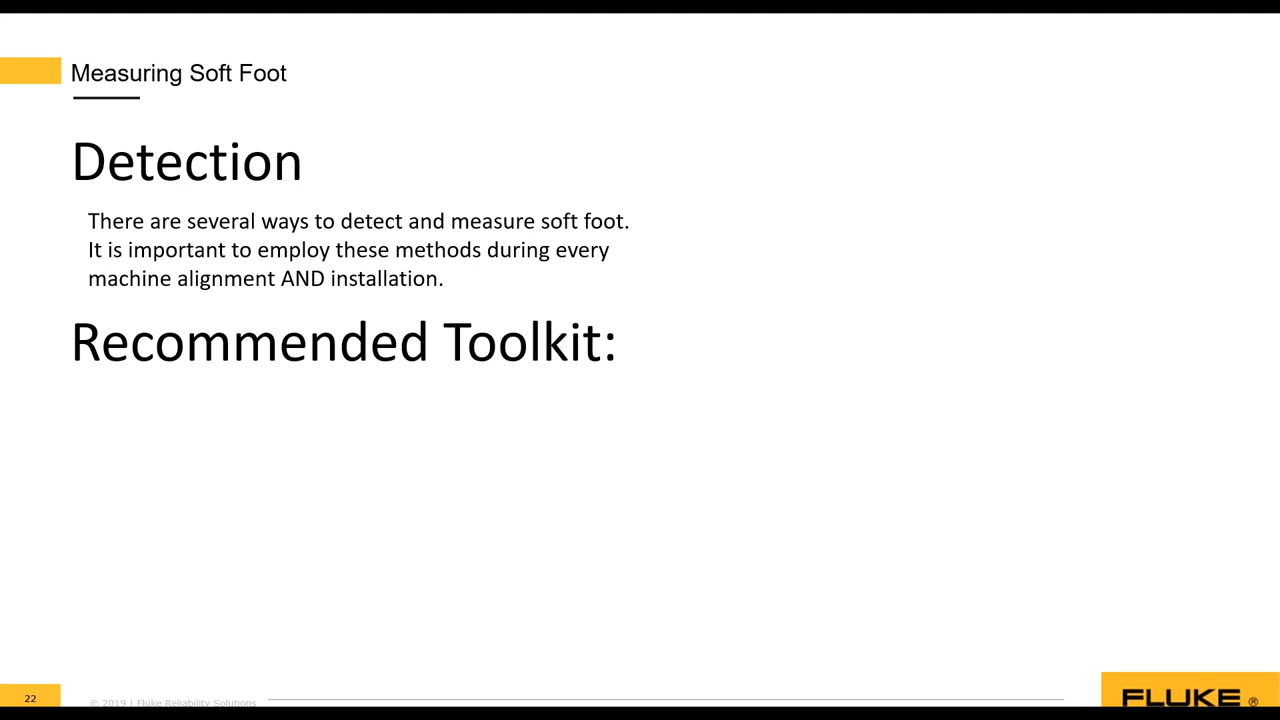 Measuring Soft Foot
Detection
There are several ways to detect and measure soft foot.
It is important to employ these methods during every
machine alignment AND installation.
Recommended Toolkit:
22
© 2019 | Fluke Reliability Solutions
FLUKE ®